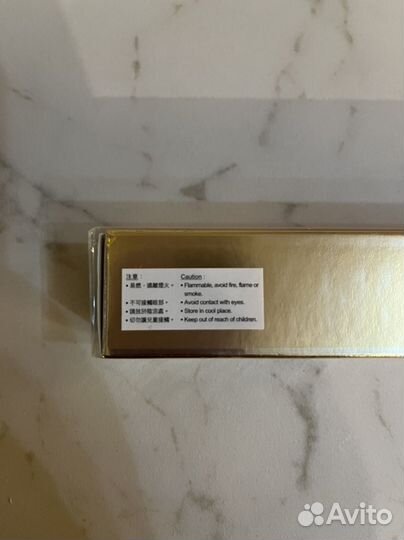 注意：
• 易燃，遠離煙火。
• 不可接觸眼部。
• 請放於陰涼處。
• 切勿讓兒童接觸。
Caution :
• Flammable, avoid fire, flame or
smoke.
• Avoid contact with eyes.
• Store in cool place.
• Keep out of reach of children.
Avito